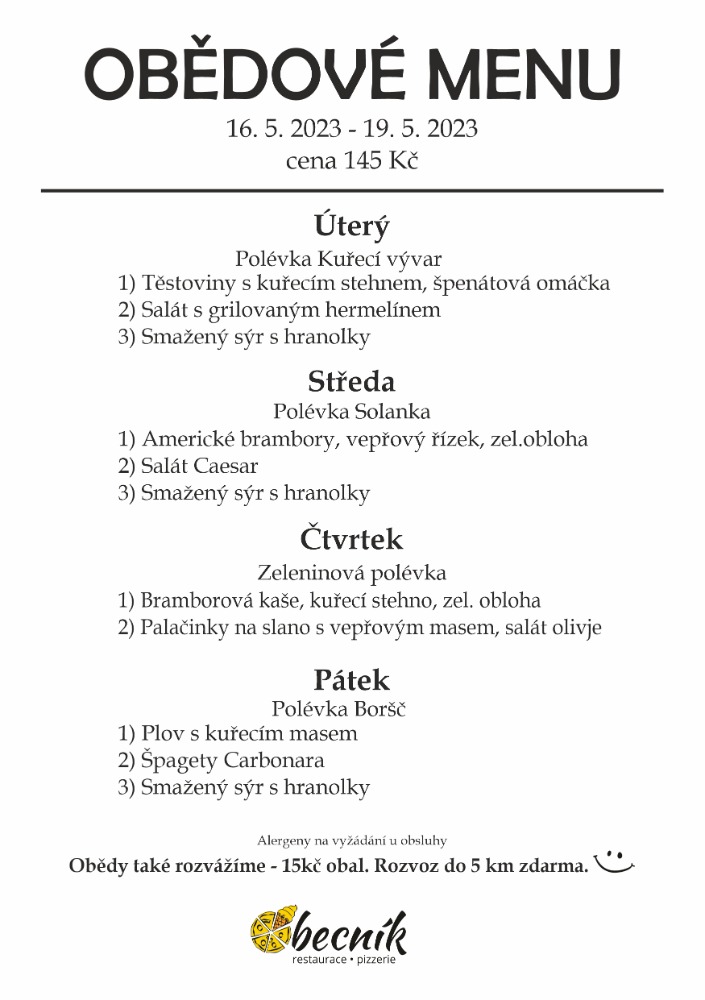 OBĚDOVÉ MENU
16. 5. 2023 - 19. 5. 2023
cena 145 Kč
Úterý
Polévka Kuřecí vývar
1) Těstoviny s kuřecím stehnem, špenátová omáčka
2) Salát s grilovaným hermelínem
3) Smažený sýr s hranolky
Středa
Polévka Solanka
1) Americké brambory, vepřový řízek, zel.obloha
2) Salát Caesar
3) Smažený sýr s hranolky
Čtvrtek
Zeleninová polévka
1) Bramborová kaše, kuřecí stehno, zel. obloha
2) Palačinky na slano s vepřovým masem, salát olivje
Pátek
Polévka Boršč
1) Plov s kuřecím masem
2) Špagety Carbonara
3) Smažený sýr s hranolky
Alergeny na vyžádání u obsluhy
Obědy také rozvážíme - 15kč obal. Rozvoz do 5 km zdarma.
Obecník
restaurace • pizzerie